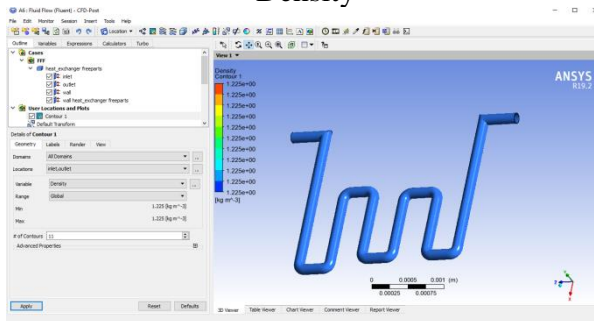 Density
A6 : Fluid Flow (Fluent) - CFD-Post
File Edit Monitor Session Insert Tools Help
Location
Outline Variables Expressions Calculators Turbo
Cases
FFF
heat_exchanger freeparts
inlet
outlet
wall
wall heat_exchanger freeparts
User Locations and Plots
Contour 1
Default Transform
Details of Contour 1
Geometry Labels Render View
Domains All Domains
Locations inlet,outlet
Variable Density
Range Global
Min 1.225 [kg m^-3]
Max 1.225 [kg m^-3]
# of Contours 11
Advanced Properties
Apply Reset Defaults
View 1
Density
Contour 1
1.225e+00
1.225e+00
1.225e+00
1.225e+00
1.225e+00
1.225e+00
1.225e+00
1.225e+00
1.225e+00
1.225e+00
1.225e+00
[kg m^-3]
ANSYS
R19.2
0 0.0005 0.001 (m)
0.00025 0.00075
3D Viewer Table Viewer Chart Viewer Comment Viewer Report Viewer